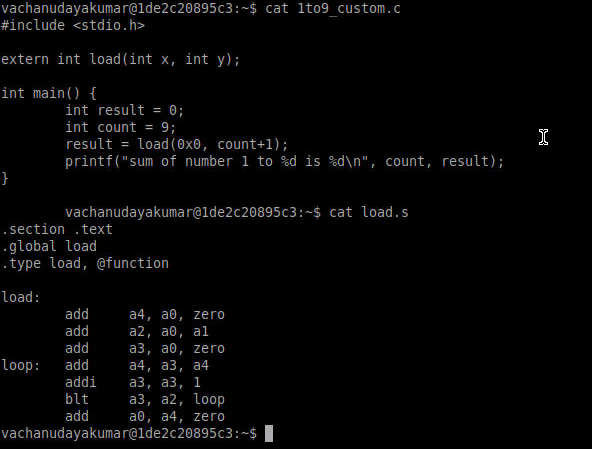 vachanudayakumar@1de2c20895c3:~$ cat 1to9_custom.c
#include <stdio.h>
extern int load(int x, int y);
int main() {
int result = 0;
int count = 9;
result = load(0x0, count+1);
printf("sum of number 1 to %d is %d\n", count, result);
}
vachanudayakumar@1de2c20895c3:~$ cat load.s
.section .text
.global load
.type load, @function
load:
add a4, a0, zero
add a2, a0, a1
add a3, a0, zero
loop: add a4, a3, a4
addi a3, a3, 1
blt a3, a2, loop
add a0, a4, zero
vachanudayakumar@1de2c20895c3:~$